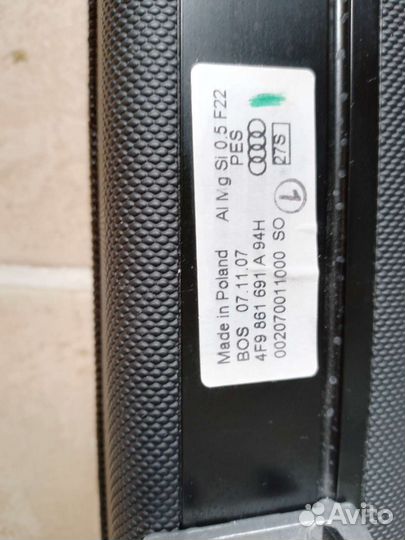 Made in Poland Al Mg Si 0.5 F22
BOS 07.11.07 PES
4F9 861 691 A 94H 27S
002070011000 SO 1
Avito